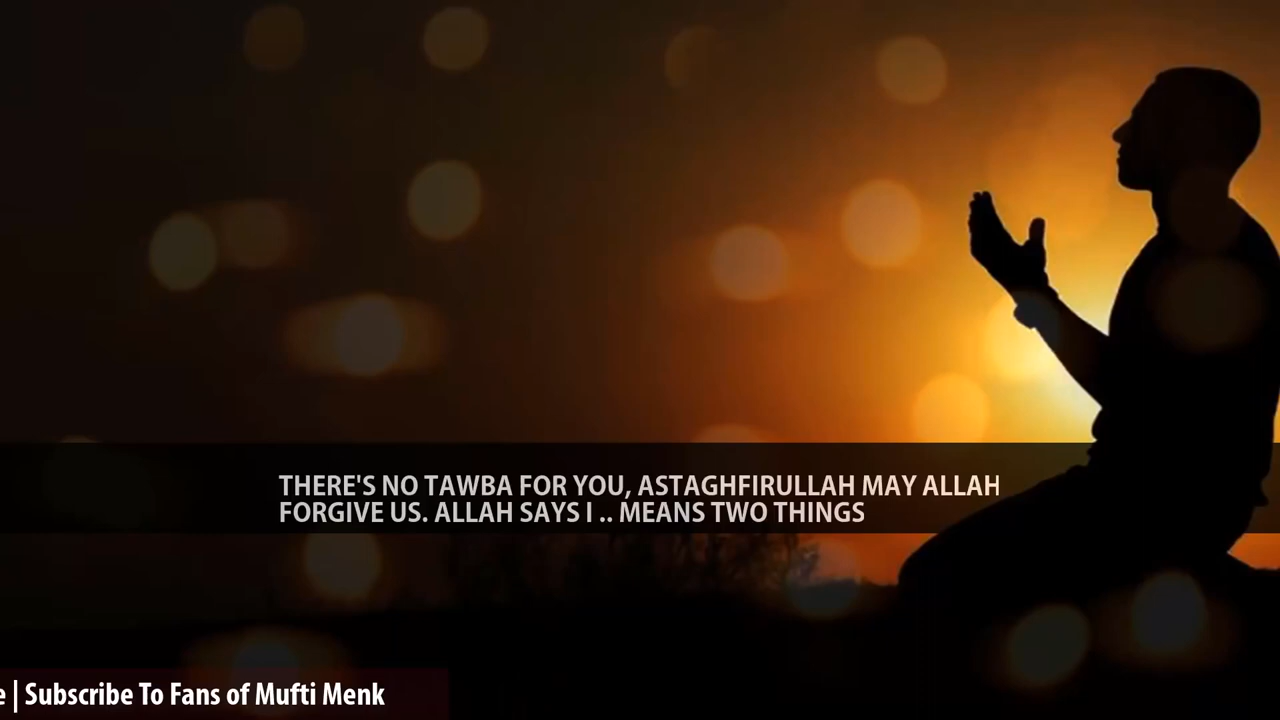 THERE'S NO TAWBA FOR YOU, ASTAGHFIRULLAH MAY ALLAH
FORGIVE US. ALLAH SAYS I .. MEANS TWO THINGS
e | Subscribe To Fans of Mufti Menk